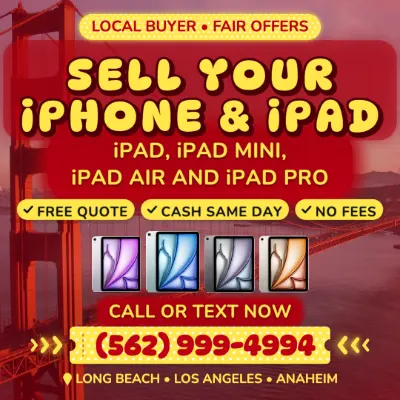 LOCAL BUYER • FAIR OFFERS
SELL YOUR
iPHONE & iPAD
iPAD, iPAD MINI,
iPAD AIR AND iPAD PRO
✓ FREE QUOTE ✓ CASH SAME DAY ✓ NO FEES
CALL OR TEXT NOW
(562) 999-4994
LONG BEACH • LOS ANGELES • ANAHEIM